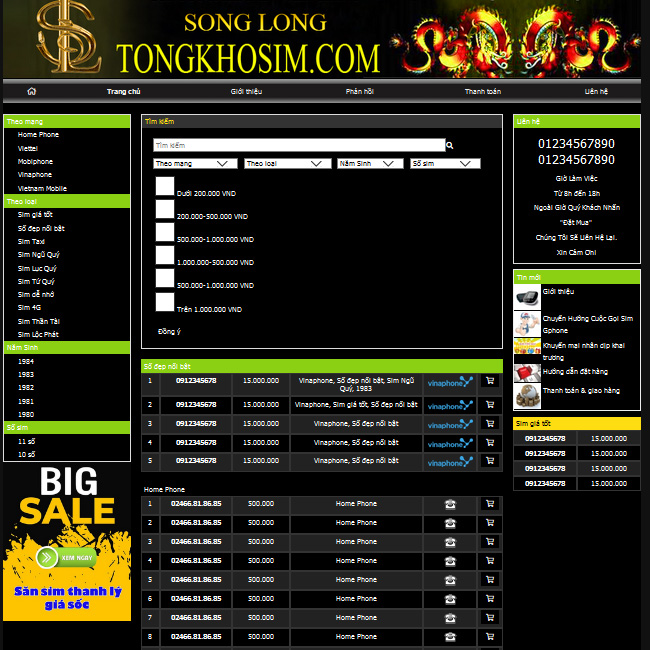 SONG LONG
TONGKHOSIM.COM
Trang chủ
Giới thiệu
Phản hồi
Thanh toán
Liên hệ
Theo mạng
Home Phone
Viettel
Mobiphone
Vinaphone
Vietnam Mobile
Theo loại
Sim giá tốt
Số đẹp nổi bật
Sim Taxi
Sim Ngũ Quý
Sim Lục Quý
Sim Tứ Quý
Sim dễ nhớ
Sim 4G
Sim Thần Tài
Sim Lộc Phát
Năm Sinh
1984
1983
1982
1981
1980
Số sim
11 số
10 số
BIG
SALE
XEM NGAY
Săn sim thanh lý
giá sốc
Tìm kiếm
Tìm kiếm
Theo mạng
Theo loại
Năm Sinh
Số sim
Dưới 200.000 VND
200.000-500.000 VND
500.000-1.000.000 VND
1.000.000-500.000 VND
500.000-1.000.000 VND
Trên 1.000.000 VND
Đồng ý
Số đẹp nổi bật
1 0912345678 15.000.000 Vinaphone, Số đẹp nổi bật, Sim Ngũ
Quý, 1983 vinaphone
2 0912345678 15.000.000 Vinaphone, Sim giá tốt, Số đẹp nổi bật vinaphone
3 0912345678 15.000.000 Vinaphone, Số đẹp nổi bật vinaphone
4 0912345678 15.000.000 Vinaphone, Số đẹp nổi bật vinaphone
5 0912345678 15.000.000 Vinaphone, Số đẹp nổi bật vinaphone
Home Phone
1 02466.81.86.85 500.000 Home Phone
2 02466.81.86.85 500.000 Home Phone
3 02466.81.86.85 500.000 Home Phone
4 02466.81.86.85 500.000 Home Phone
5 02466.81.86.85 500.000 Home Phone
6 02466.81.86.85 500.000 Home Phone
7 02466.81.86.85 500.000 Home Phone
8 02466.81.86.85 500.000 Home Phone
Liên hệ
01234567890
01234567890
Giờ Làm Việc
Từ 8h đến 18h
Ngoài Giờ Quý Khách Nhấn
"Đặt Mua"
Chúng Tôi Sẽ Liên Hệ Lại.
Xin Cảm Ơn!
Tin mới
Giới thiệu
Chuyển Hướng Cuộc Gọi Sim
Gphone
Khuyến mại nhân dịp khai
trương
Hướng dẫn đặt hàng
Thanh toán & giao hàng
Sim giá tốt
0912345678 15.000.000
0912345678 15.000.000
0912345678 15.000.000
0912345678 15.000.000